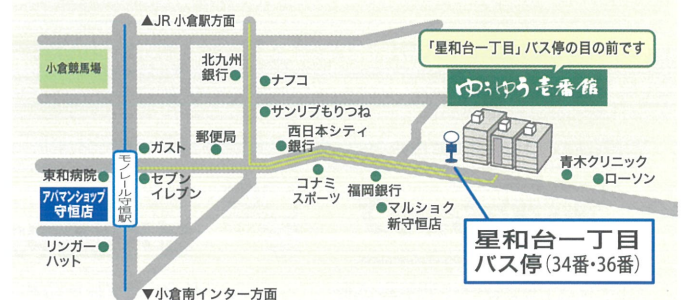 ▲JR 小倉駅方面
「星和台一丁目」バス停の目の前です
小倉競馬場
北九州
銀行
ナフコ
ゆうゆう壱番館
サンリブもりつね
ガスト
郵便局
西日本シティ
銀行
モノレール守恒駅
東和病院
セブン
イレブン
コナミ
スポーツ
福岡銀行
青木クリニック
ローソン
アパマンショップ
守恒店
マルショク
新守恒店
リンガー
ハット
星和台一丁目
バス停(34番・36番)
▼小倉南インター方面